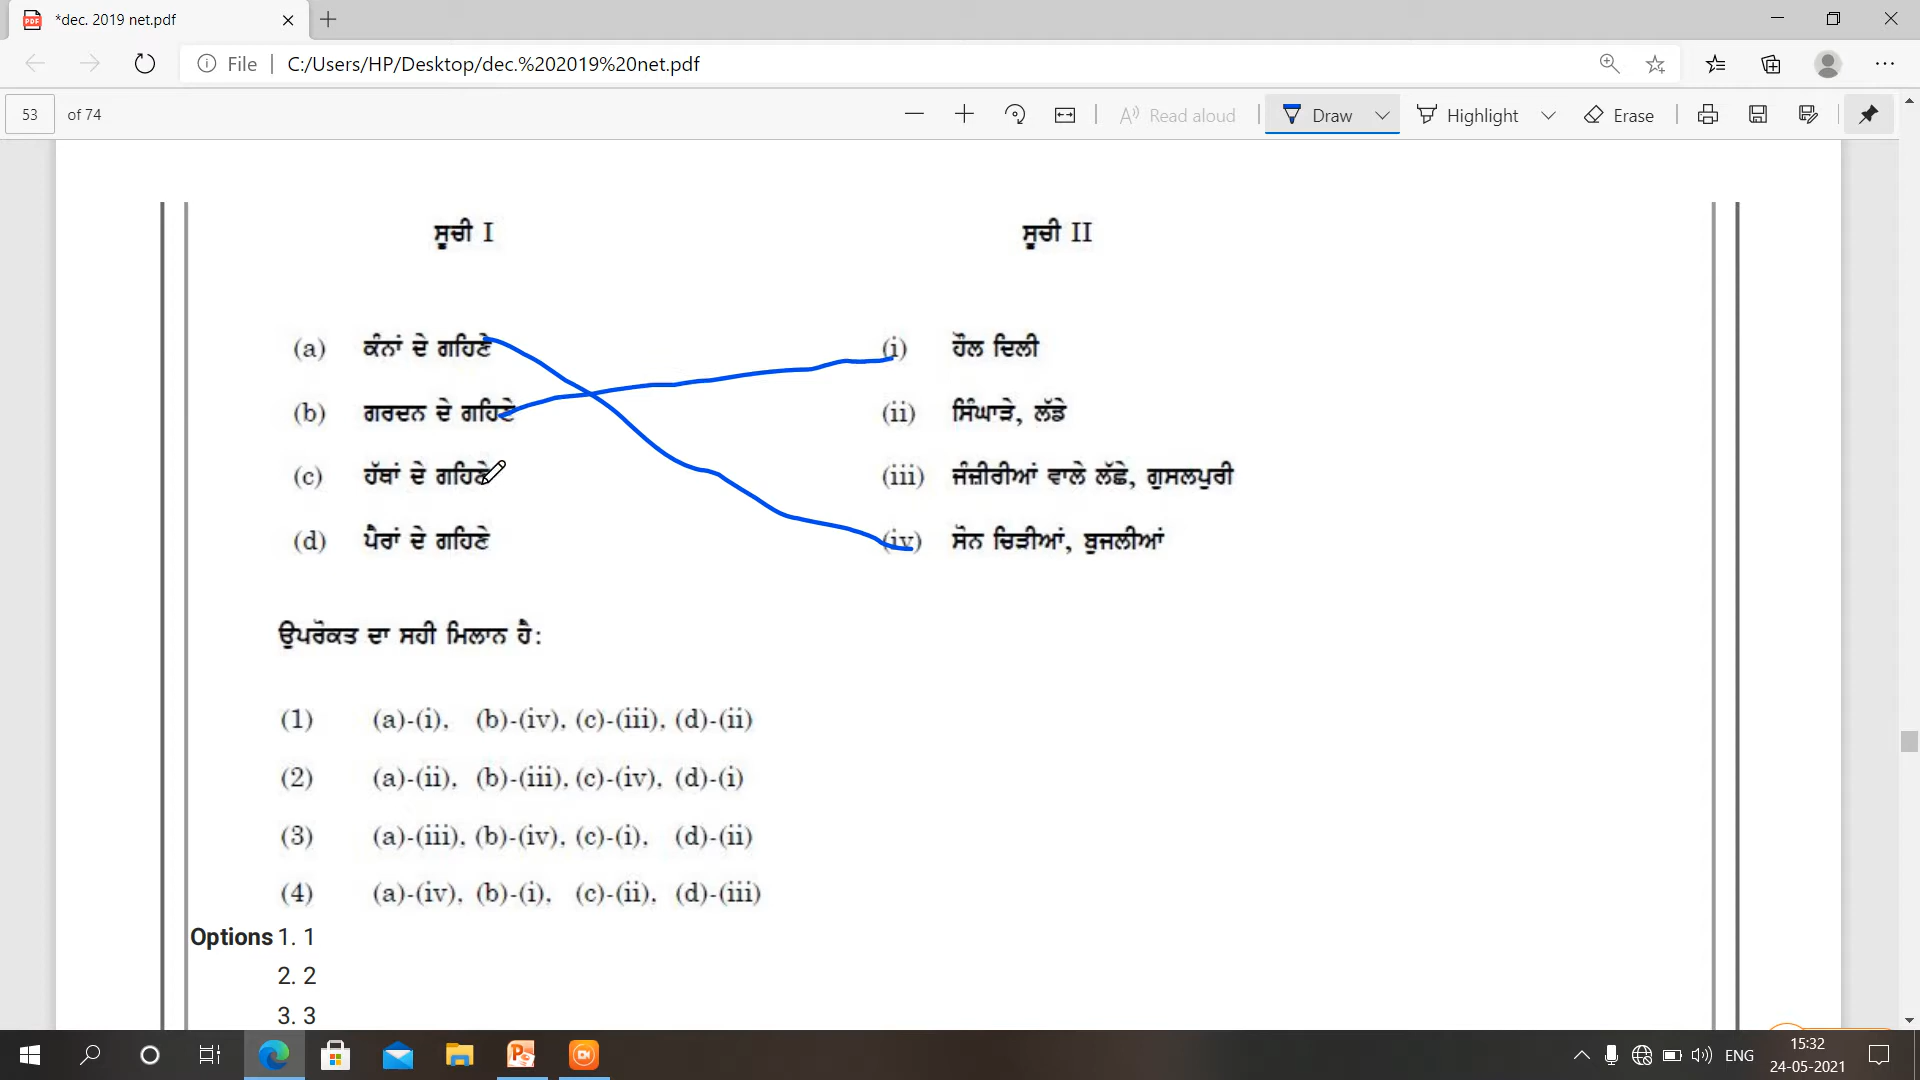 *dec. 2019 net.pdf
File C:/Users/HP/Desktop/dec.%202019%20net.pdf
53 of 74 Read aloud Draw Highlight Erase
ਸੂਚੀ I ਸੂਚੀ II
(a) ਕੰਨਾਂ ਦੇ ਗਹਿਣੇ (i) ਹੌਲ ਦਿਲੀ
(b) ਗਰਦਨ ਦੇ ਗਹਿਣੇ (ii) ਸਿੰਘਾੜੇ, ਲੱਡੇ
(c) ਹੱਥਾਂ ਦੇ ਗਹਿਣੇ (iii) ਜੰਜ਼ੀਰੀਆਂ ਵਾਲੇ ਲੱਛੇ, ਗੁਸਲਪੁਰੀ
(d) ਪੈਰਾਂ ਦੇ ਗਹਿਣੇ (iv) ਸੋਨ ਚਿੜੀਆਂ, ਬੁਜਲੀਆਂ
ਉਪਰੋਕਤ ਦਾ ਸਹੀ ਮਿਲਾਨ ਹੈ:
(1) (a)-(i), (b)-(iv), (c)-(iii), (d)-(ii)
(2) (a)-(ii), (b)-(iii), (c)-(iv), (d)-(i)
(3) (a)-(iii), (b)-(iv), (c)-(i), (d)-(ii)
(4) (a)-(iv), (b)-(i), (c)-(ii), (d)-(iii)
Options 1. 1
2. 2
3. 3
ENG
15:32
24-05-2021